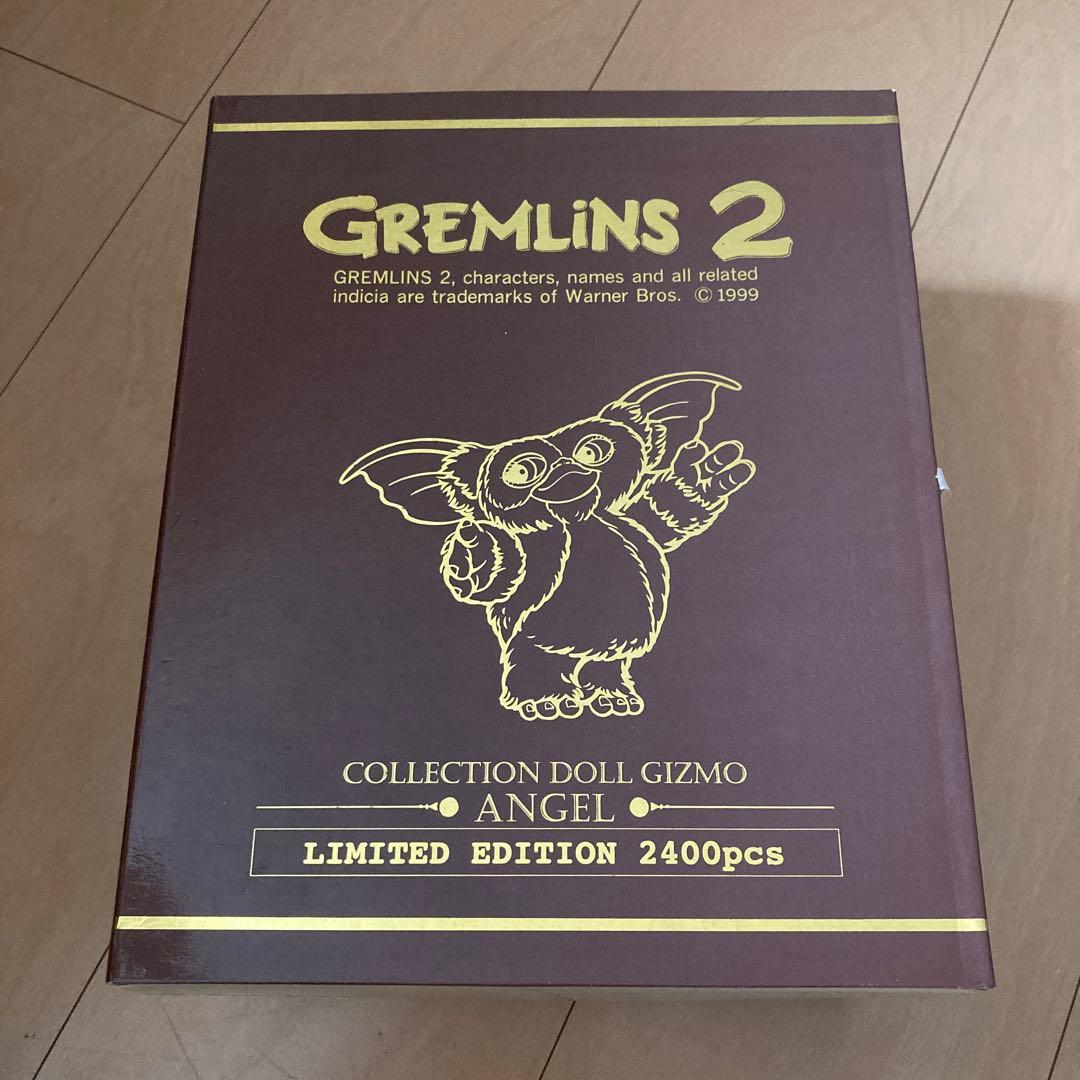 GREMLiNS 2
GREMLINS 2, characters, names and all related
indicia are trademarks of Warner Bros. © 1999
COLLECTION DOLL GIZMO
ANGEL
LIMITED EDITION 2400pcs